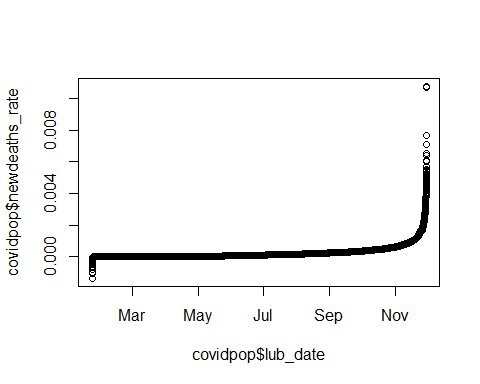 covidpop$newdeaths_rate
0.008
0.004
0.000
Mar May Jul Sep Nov
covidpop$lub_date